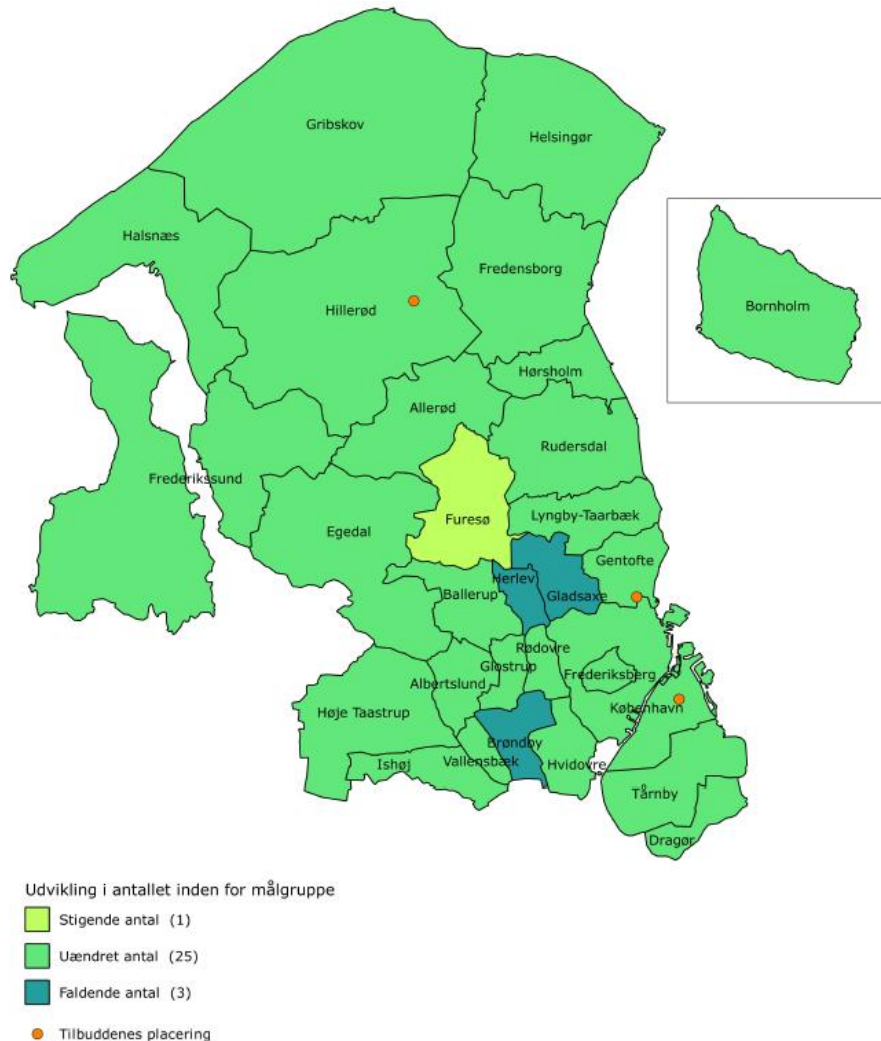 Gribskov
Helsingør
Halsnæs
Fredensborg
Hillerød
Bornholm
Hørsholm
Allerød
Rudersdal
Frederikssund
Furesø
Lyngby-Taarbæk
Egedal
Gentofte
Herlev
Ballerup
Gladsaxe
Rødovre
Glostrup
Frederiksberg
Albertslund
København
Høje Taastrup
Brøndby
Vallensbæk
Hvidovre
Ishøj
Tårnby
Dragør
Udvikling i antallet inden for målgruppe
Stigende antal (1)
Uændret antal (25)
Faldende antal (3)
Tilbuddenes placering